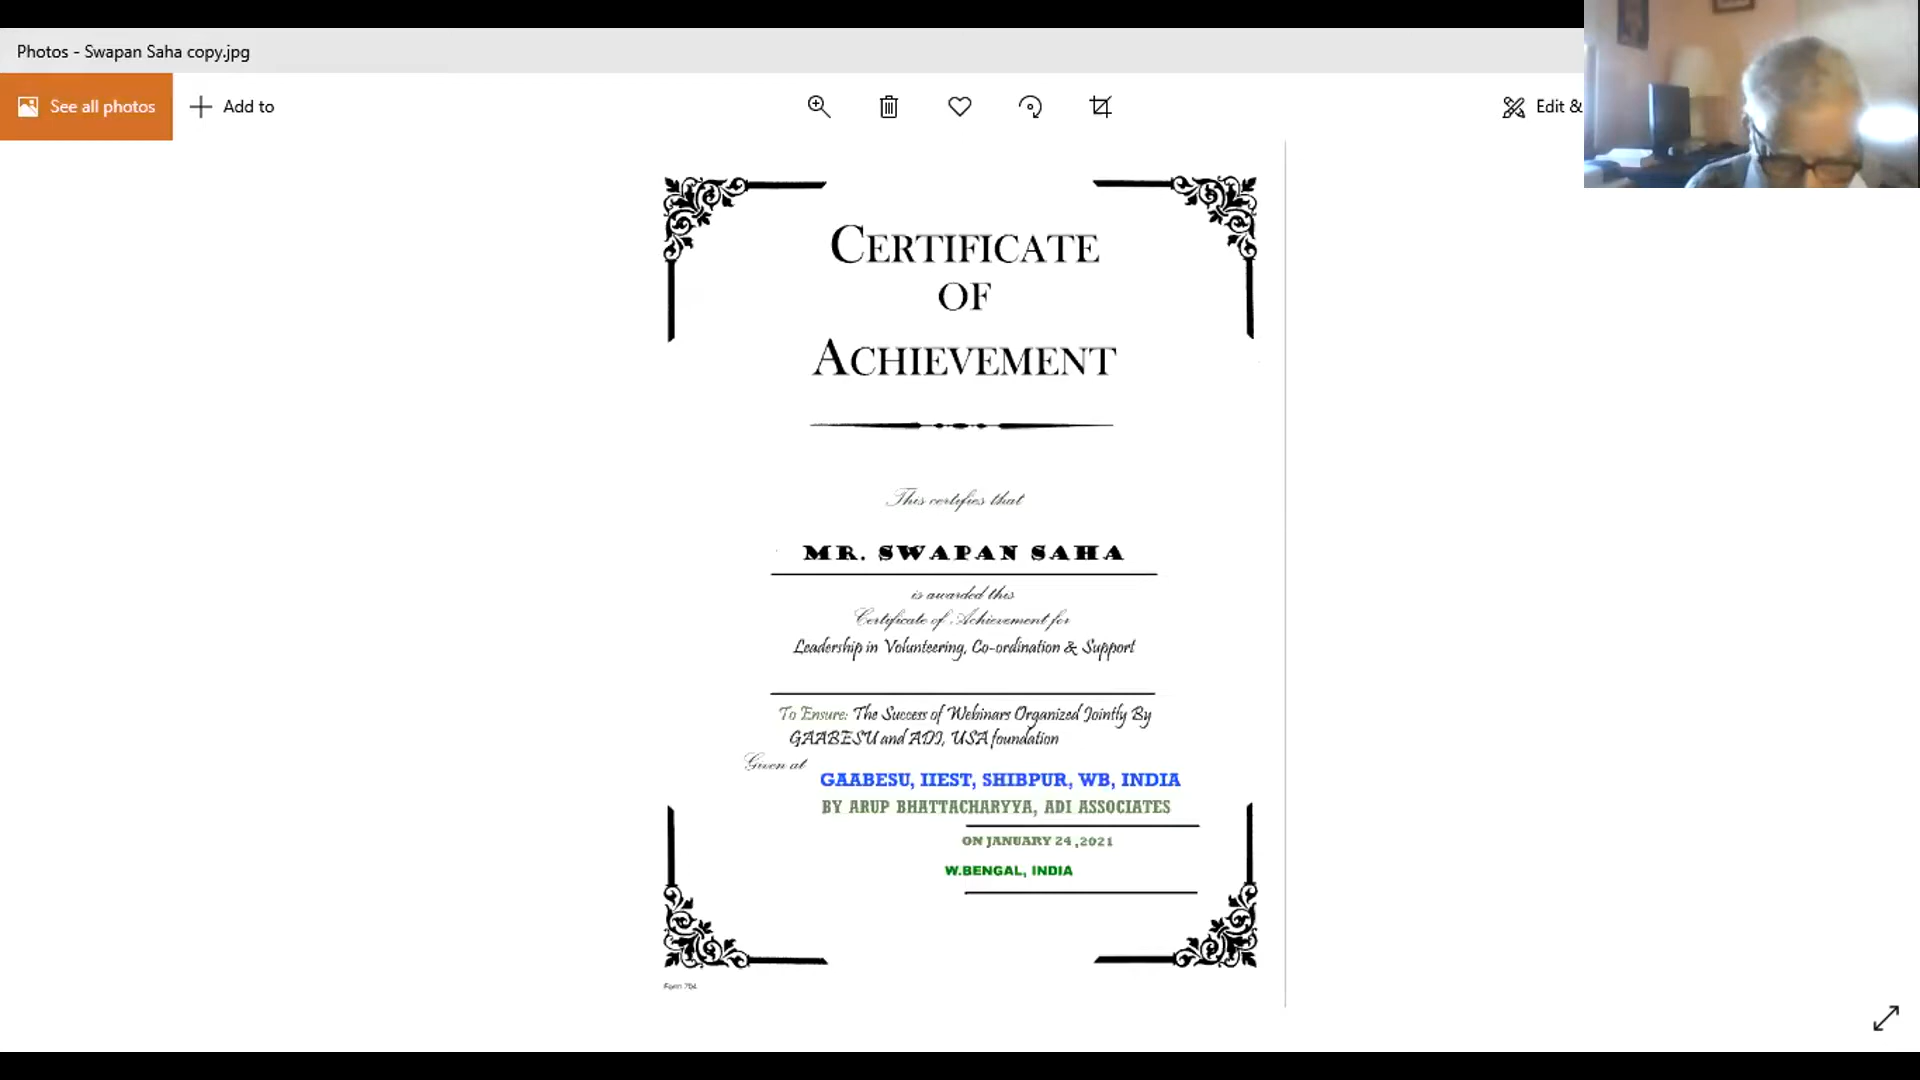 Photos - Swapan Saha copy.jpg
See all photos
Add to
Edit &
CERTIFICATE
OF
ACHIEVEMENT
This certifies that
MR. SWAPAN SAHA
is awarded this
Certificate of Achievement for
Leadership in Volunteering, Co-ordination & Support
To Ensure: The Success of Webinars Organized Jointly By
GAABESU and ADI, USA foundation
Given at
GAABESU, IIEST, SHIBPUR, WB, INDIA
BY ARUP BHATTACHARYYA, ADI ASSOCIATES
ON JANUARY 24 ,2021
W.BENGAL, INDIA
Form 704